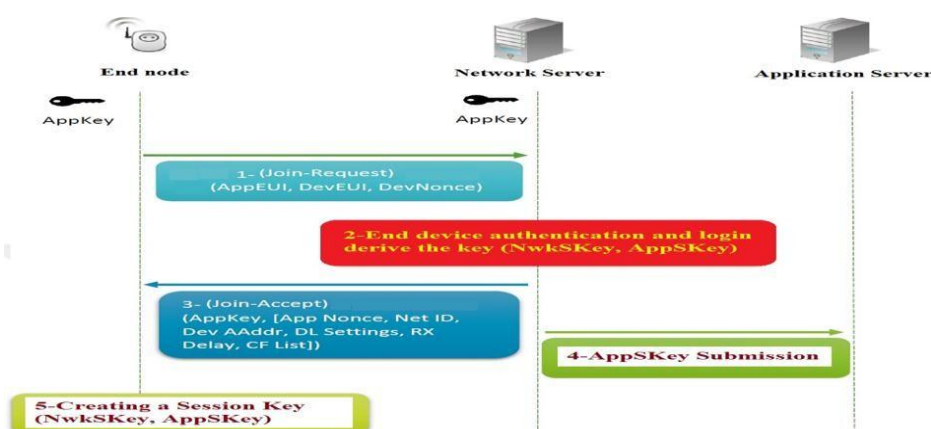 End node
Network Server
Application Server
AppKey
AppKey
1- (Join-Request)
(AppEUI, DevEUI, DevNonce)
2-End device authentication and login
derive the key (NwkSKey, AppSKey)
3- (Join-Accept)
(AppKey, [App Nonce, Net ID,
Dev AAddr, DL Settings, RX
Delay, CF List])
4-AppSKey Submission
5-Creating a Session Key
(NwkSKey, AppSKey)